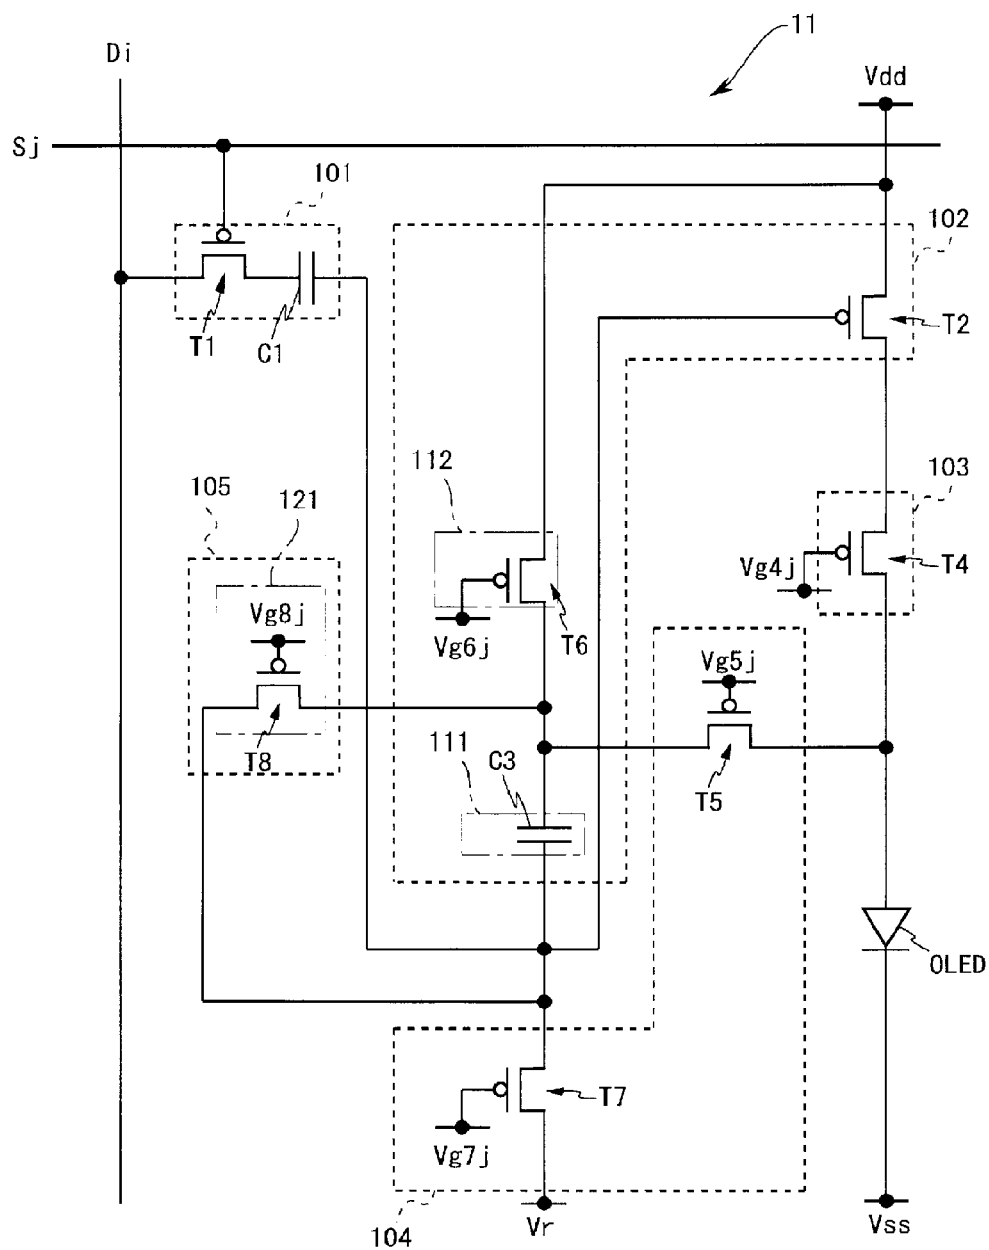 11
Di
Vdd
Sj
101
102
T1
C1
T2
112
103
105
121
Vg8j
Vg4j
T4
Vg6j
T6
Vg5j
T8
111
C3
T5
OLED
T7
Vg7j
104
Vr
Vss